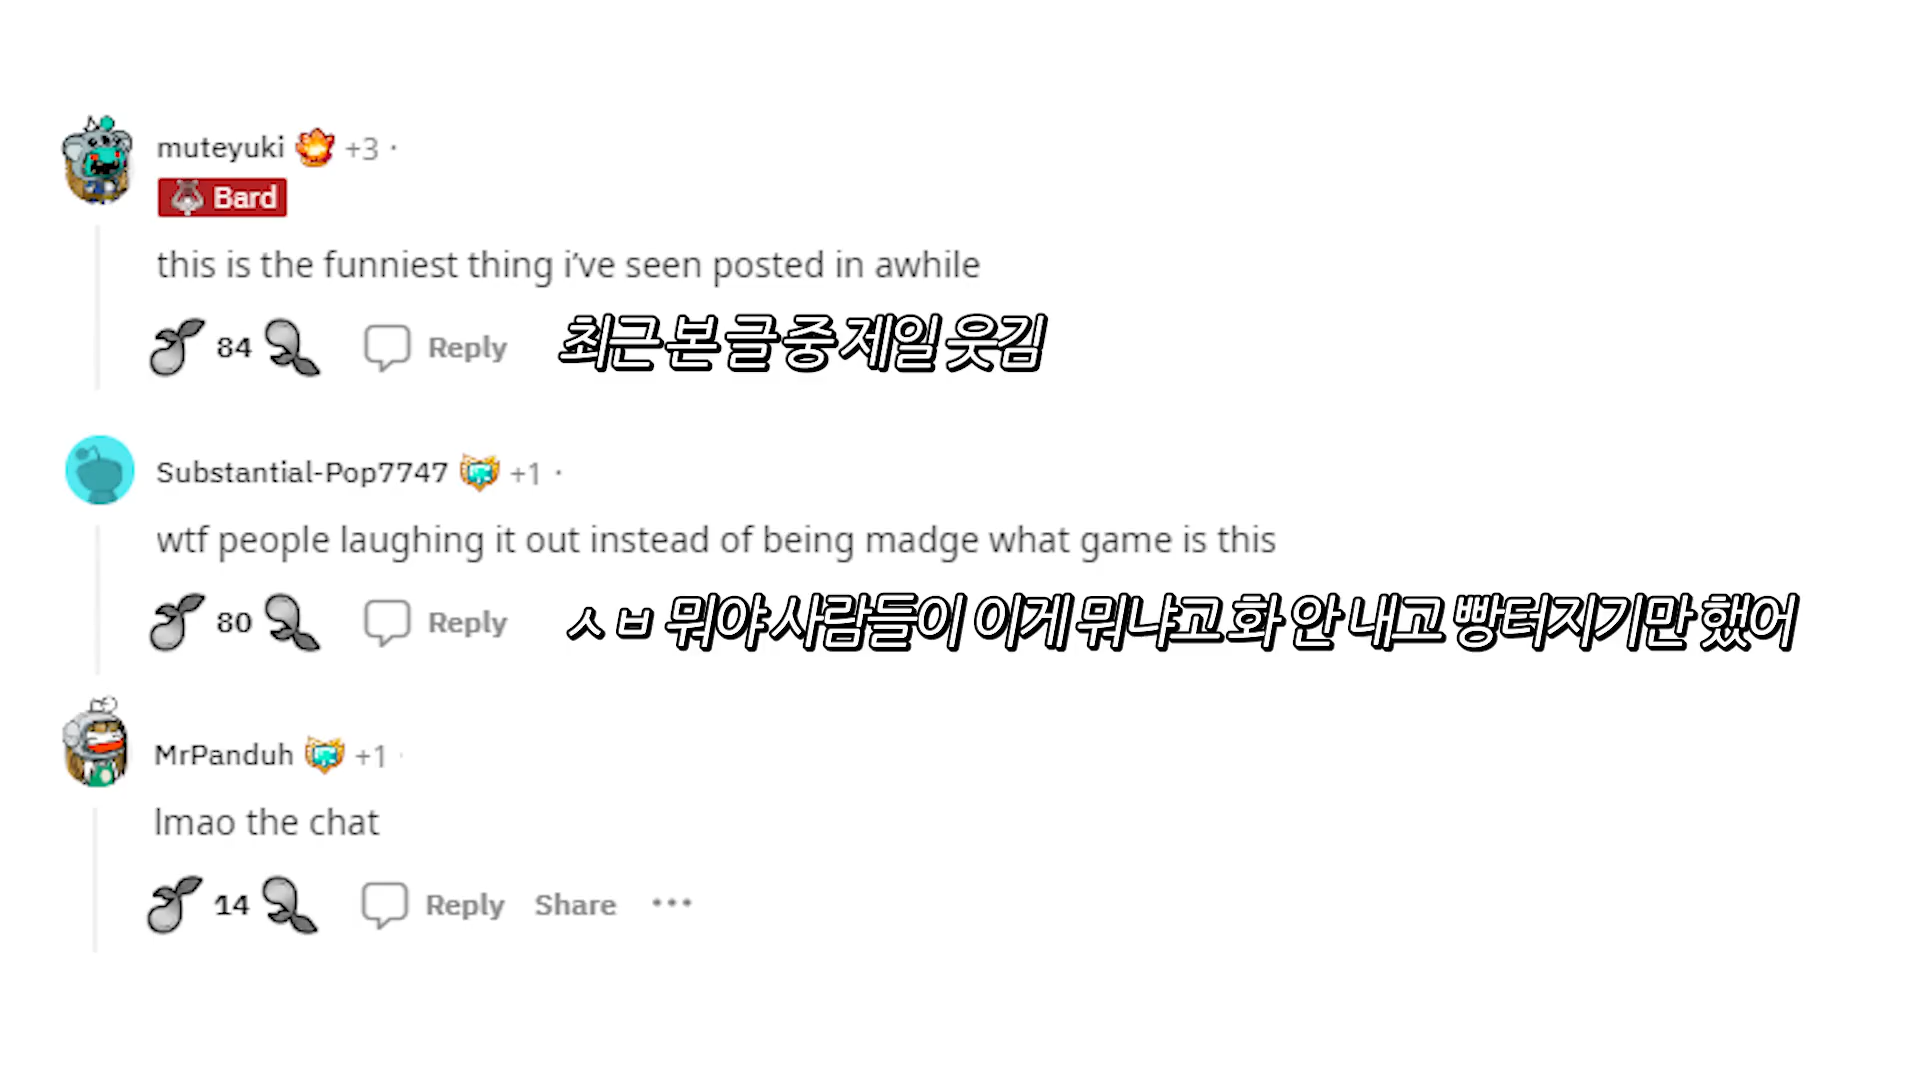 muteyuki +3 ·
Bard
this is the funniest thing i’ve seen posted in awhile
84 Reply 최근 본 글 중 제일 웃김
Substantial-Pop7747 +1 ·
wtf people laughing it out instead of being madge what game is this
80 Reply ㅅㅂ 뭐야 사람들이 이게 뭐냐고 화 안 내고 빵터지기만 했어
MrPanduh +1 ·
lmao the chat
14 Reply Share ···